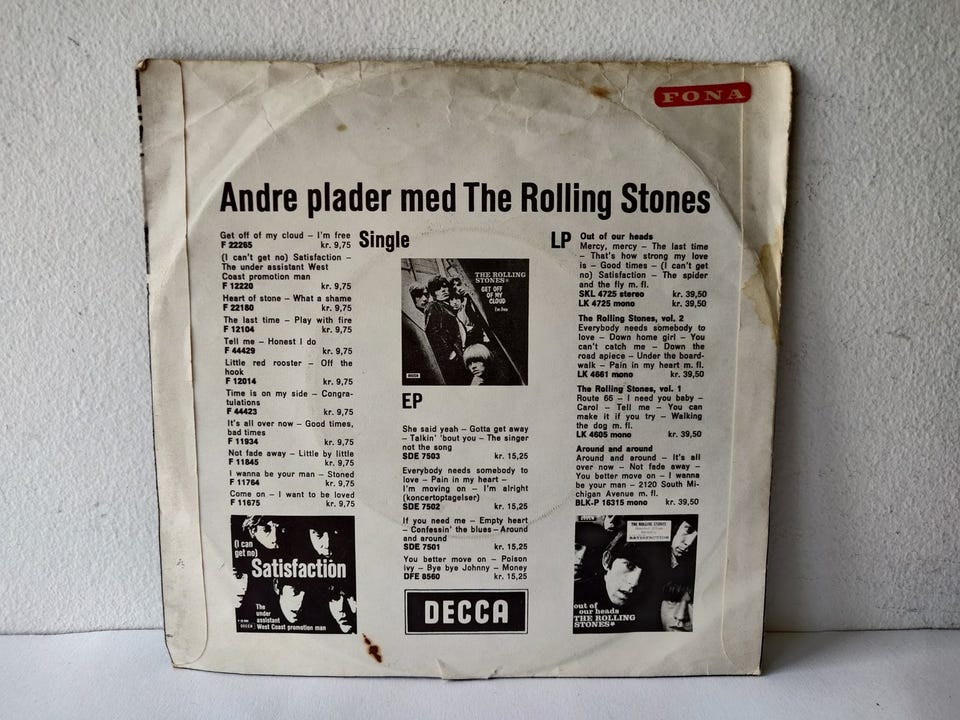 FONA
Andre plader med The Rolling Stones
Get off of my cloud – I'm free
F 22265 kr. 9,75
(I can't get no) Satisfaction –
The under assistant West
Coast promotion man
F 12220 kr. 9,75
Heart of stone – What a shame
F 22180 kr. 9,75
The last time – Play with fire
F 12104 kr. 9,75
Tell me – Honest I do
F 44429 kr. 9,75
Little red rooster – Off the
hook
F 12014 kr. 9,75
Time is on my side – Congra-
tulations
F 44423 kr. 9,75
It's all over now – Good times,
bad times
F 11934 kr. 9,75
Not fade away – Little by little
F 11845 kr. 9,75
I wanna be your man – Stoned
F 11764 kr. 9,75
Come on – I want to be loved
F 11675 kr. 9,75
(I can
get no)
Satisfaction
The
under
assistant
West Coast promotion man
DECCA
Single
THE ROLLING
STONES
GET OFF
OF MY
CLOUD
I'm free
DECCA
EP
She said yeah – Gotta get away
– Talkin' 'bout you – The singer
not the song
SDE 7503 kr. 15,25
Everybody needs somebody to
love – Pain in my heart –
I'm moving on – I'm alright
(koncertoptagelser)
SDE 7502 kr. 15,25
If you need me – Empty heart
– Confessin' the blues – Around
and around
SDE 7501 kr. 15,25
You better move on – Poison
ivy – Bye bye Johnny – Money
DFE 8560 kr. 15,25
DECCA
LP
Out of our heads
Mercy, mercy – The last time
– That's how strong my love
is – Good times – (I can't get
no) Satisfaction – The spider
and the fly m. fl.
SKL 4725 stereo kr. 39,50
LK 4725 mono kr. 39,50
The Rolling Stones, vol. 2
Everybody needs somebody to
love – Down home girl – You
can't catch me – Down the
road apiece – Under the board-
walk – Pain in my heart m. fl.
LK 4661 mono kr. 39,50
The Rolling Stones, vol. 1
Route 66 – I need you baby –
Carol – Tell me – You can
make it if you try – Walking
the dog m. fl.
LK 4605 mono kr. 39,50
Around and around
Around and around – It's all
over now – Not fade away –
You better move on – I wanna
be your man – 2120 South Mi-
chigan Avenue m. fl.
BLK-P 16315 mono kr. 39,50
DECCA
THE ROLLING STONES
SATISFACTION
out of
our heads
THE ROLLING
STONES